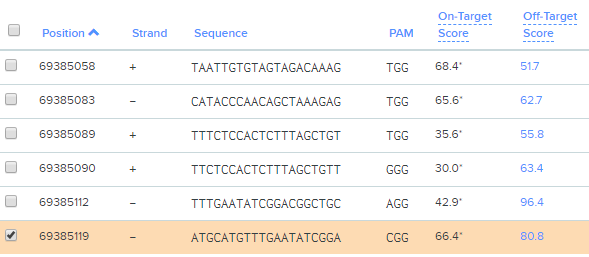 Position Strand Sequence PAM On-Target Score Off-Target Score
69385058 + TAATTGTGTAGTAGACAAAG TGG 68.4* 51.7
69385083 – CATACCCAACAGCTAAAGAG TGG 65.6* 62.7
69385089 + TTTCTCCACTCTTTAGCTGT TGG 35.6* 55.8
69385090 + TTCTCCACTCTTTAGCTGTT GGG 30.0* 63.4
69385112 – TTTGAATATCGGACGGCTGC AGG 42.9* 96.4
69385119 – ATGCATGTTTGAATATCGGA CGG 66.4* 80.8